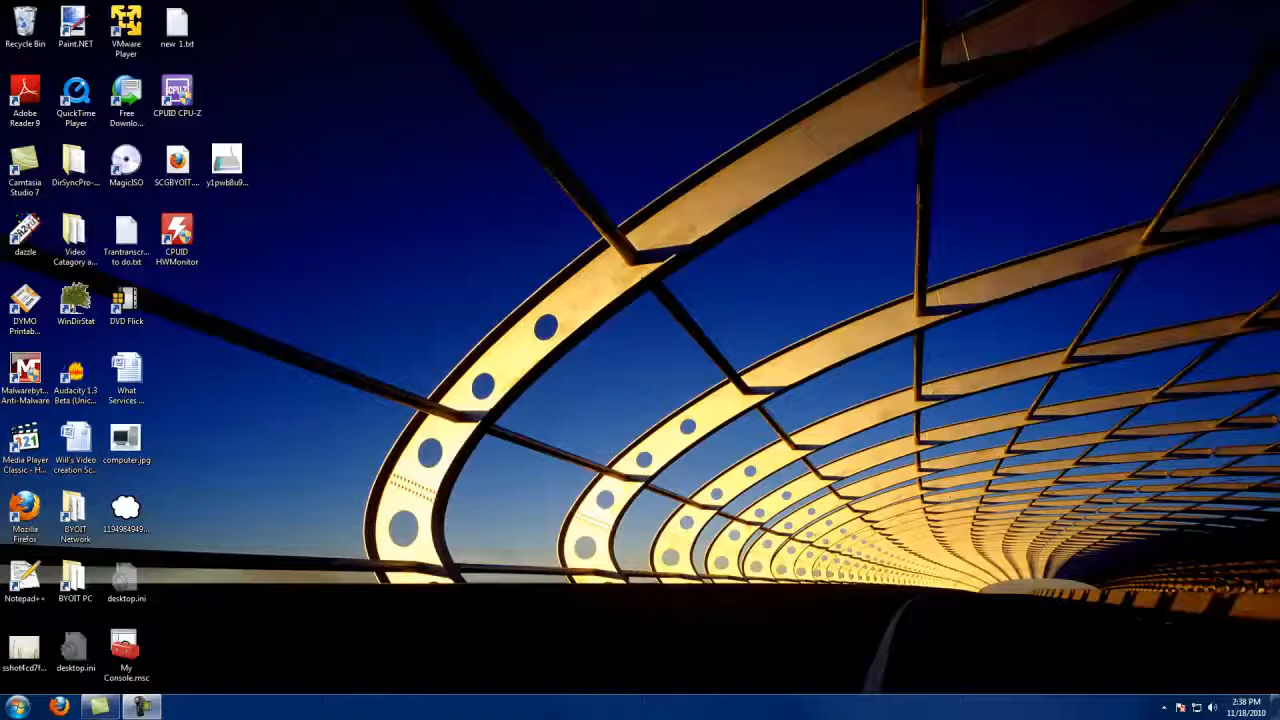 Recycle Bin
Paint.NET
VMware
Player
new 1.txt
Adobe
Reader 9
QuickTime
Player
Free
Downlo...
CPUID CPU-Z
Camtasia
Studio 7
DirSyncPro-...
MagicISO
SCGBYOIT....
y1pwb8u9...
dazzle
Video
Catagory a...
Trantranscr...
to do.txt
CPUID
HWMonitor
DYMO
Printab...
WinDirStat
DVD Flick
Malwareby...
Anti-Malware
Audacity 1.3
Beta (Unic...
What
Services ...
Media Player
Classic - H...
Will's Video
creation Sc...
computer.jpg
Mozilla
Firefox
BYOIT
Network
1194984949...
Notepad++
BYOIT PC
desktop.ini
sshot4cd7f...
desktop.ini
My
Console.msc
2:38 PM
11/18/2010